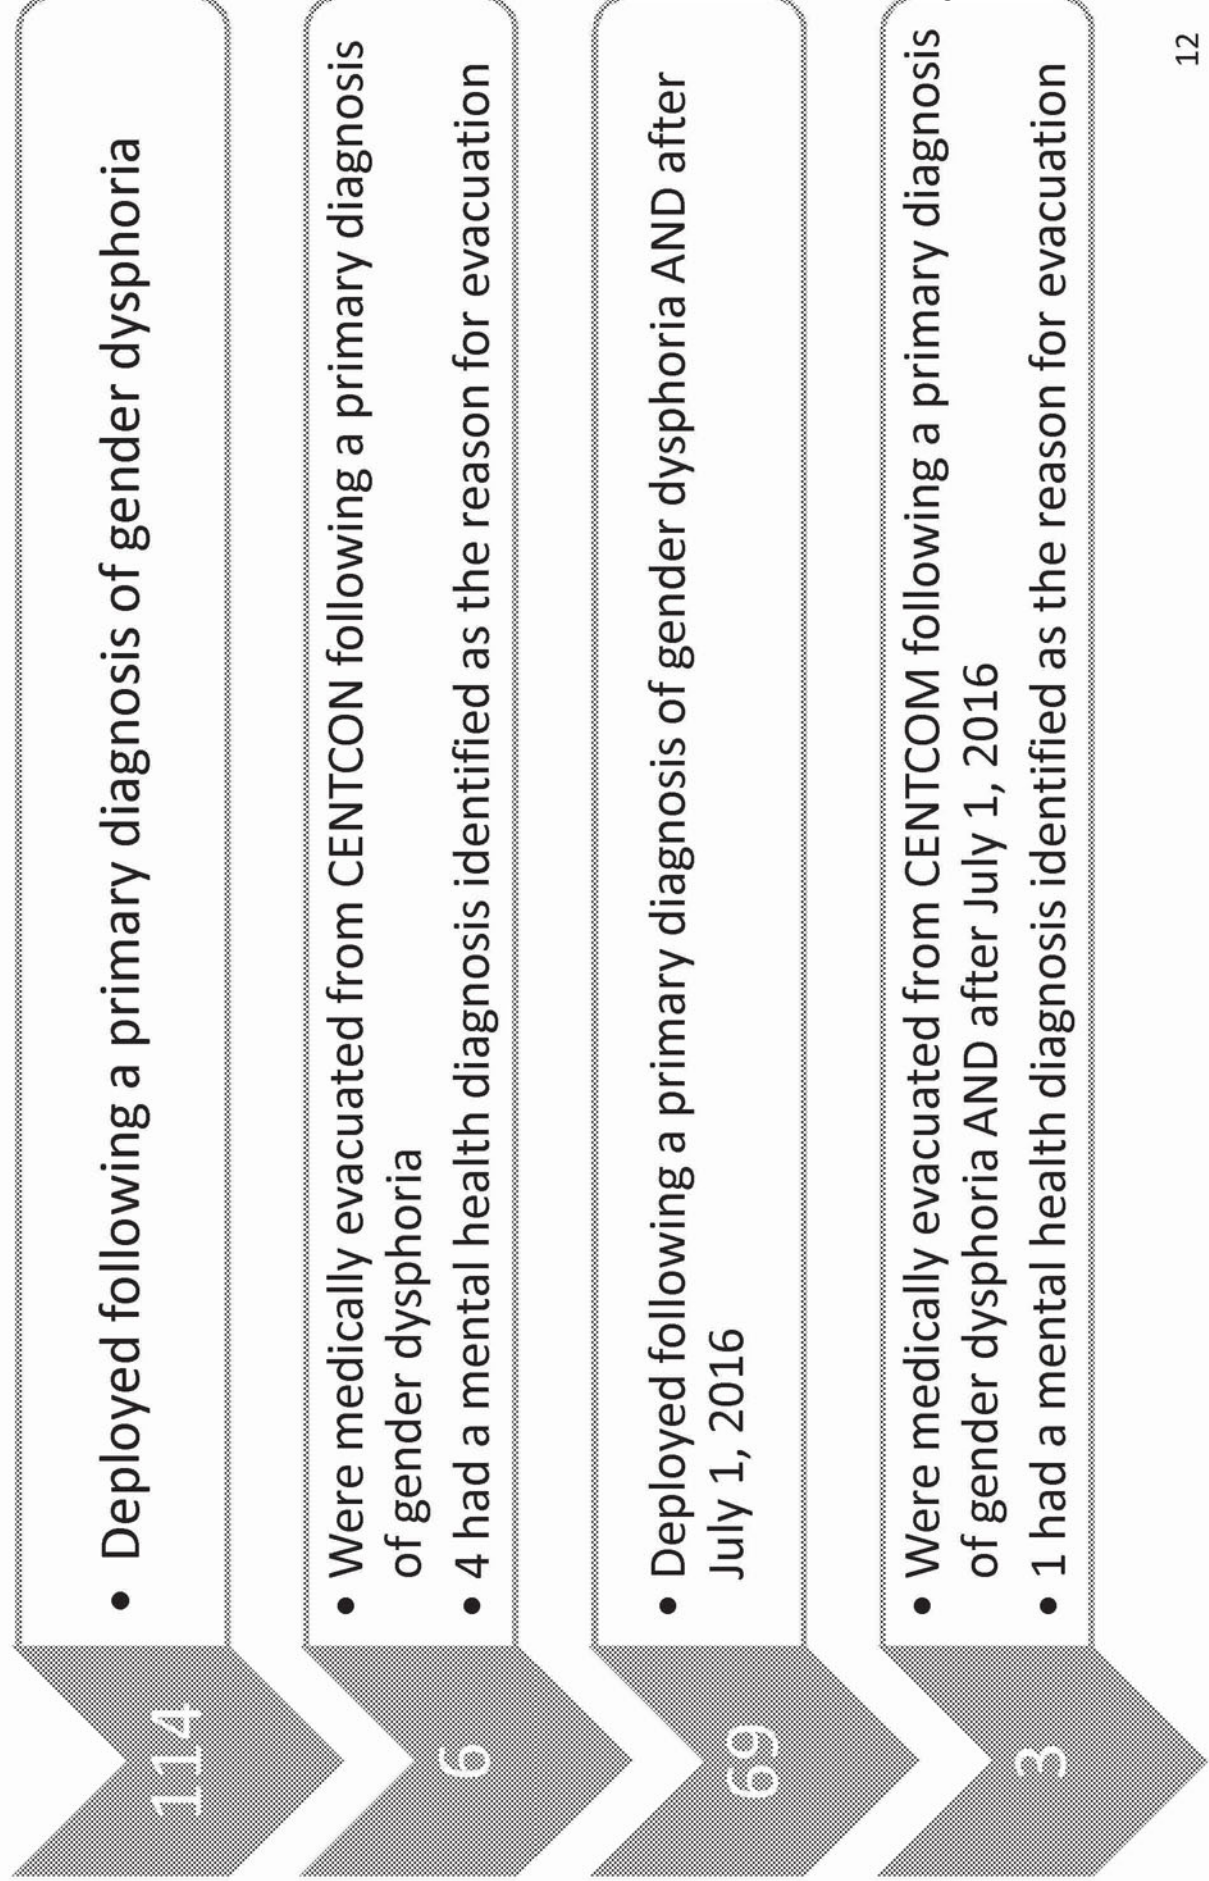 114
• Deployed following a primary diagnosis of gender dysphoria
6
• Were medically evacuated from CENTCON following a primary diagnosis
of gender dysphoria
• 4 had a mental health diagnosis identified as the reason for evacuation
69
• Deployed following a primary diagnosis of gender dysphoria AND after
July 1, 2016
3
• Were medically evacuated from CENTCOM following a primary diagnosis
of gender dysphoria AND after July 1, 2016
• 1 had a mental health diagnosis identified as the reason for evacuation
12